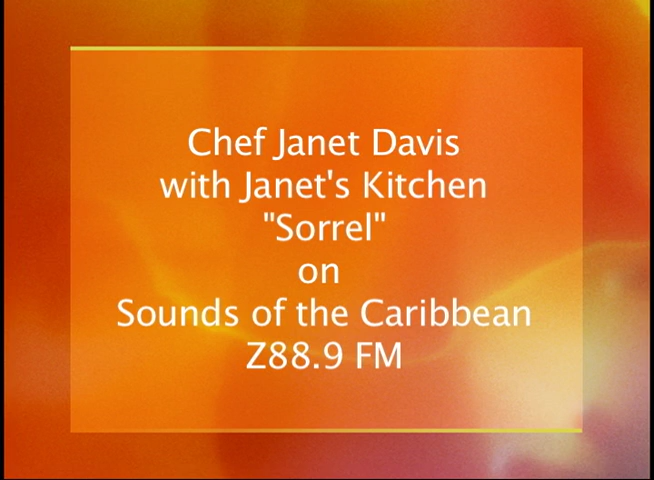 Chef Janet Davis
with Janet's Kitchen
"Sorrel"
on
Sounds of the Caribbean
Z88.9 FM